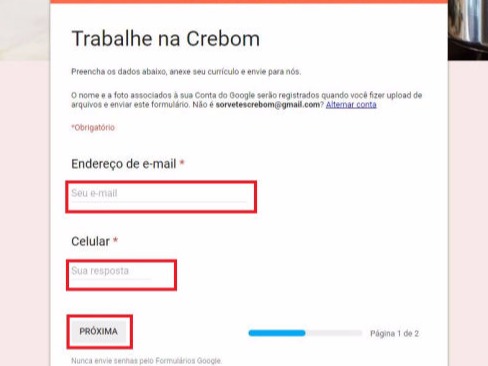 Trabalhe na Crebom
Preencha os dados abaixo, anexe seu currículo e envie para nós.
O nome e a foto associados à sua Conta do Google serão registrados quando você fizer upload de
arquivos e enviar este formulário. Não é sorvetescrebom@gmail.com? Alternar conta
*Obrigatório
Endereço de e-mail *
Seu e-mail
Celular *
Sua resposta
PRÓXIMA
Página 1 de 2
Nunca envie senhas pelo Formulários Google.